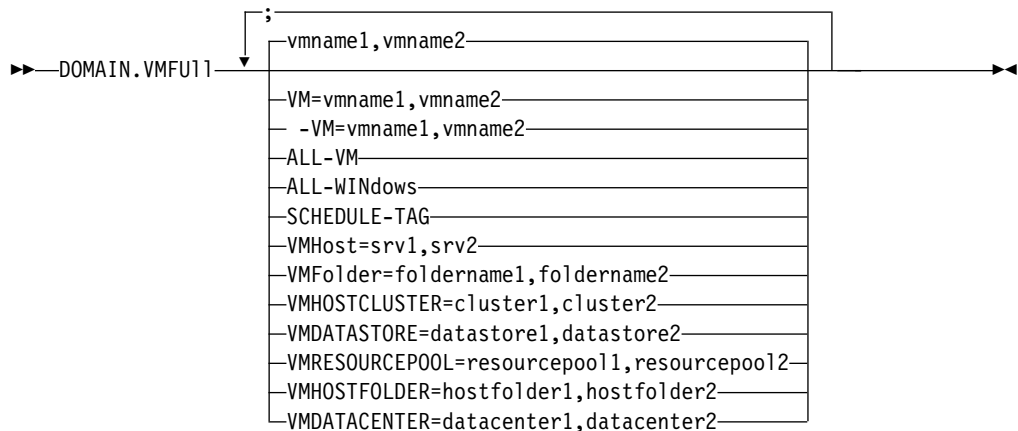 ;
vmname1,vmname2
DOMAIN.VMFUll
VM=vmname1,vmname2
-VM=vmname1,vmname2
ALL-VM
ALL-WINdows
SCHEDULE-TAG
VMHost=srv1,srv2
VMFolder=foldername1,foldername2
VMHOSTCLUSTER=cluster1,cluster2
VMDATASTORE=datastore1,datastore2
VMRESOURCEPOOL=resourcepool1,resourcepool2
VMHOSTFOLDER=hostfolder1,hostfolder2
VMDATACENTER=datacenter1,datacenter2